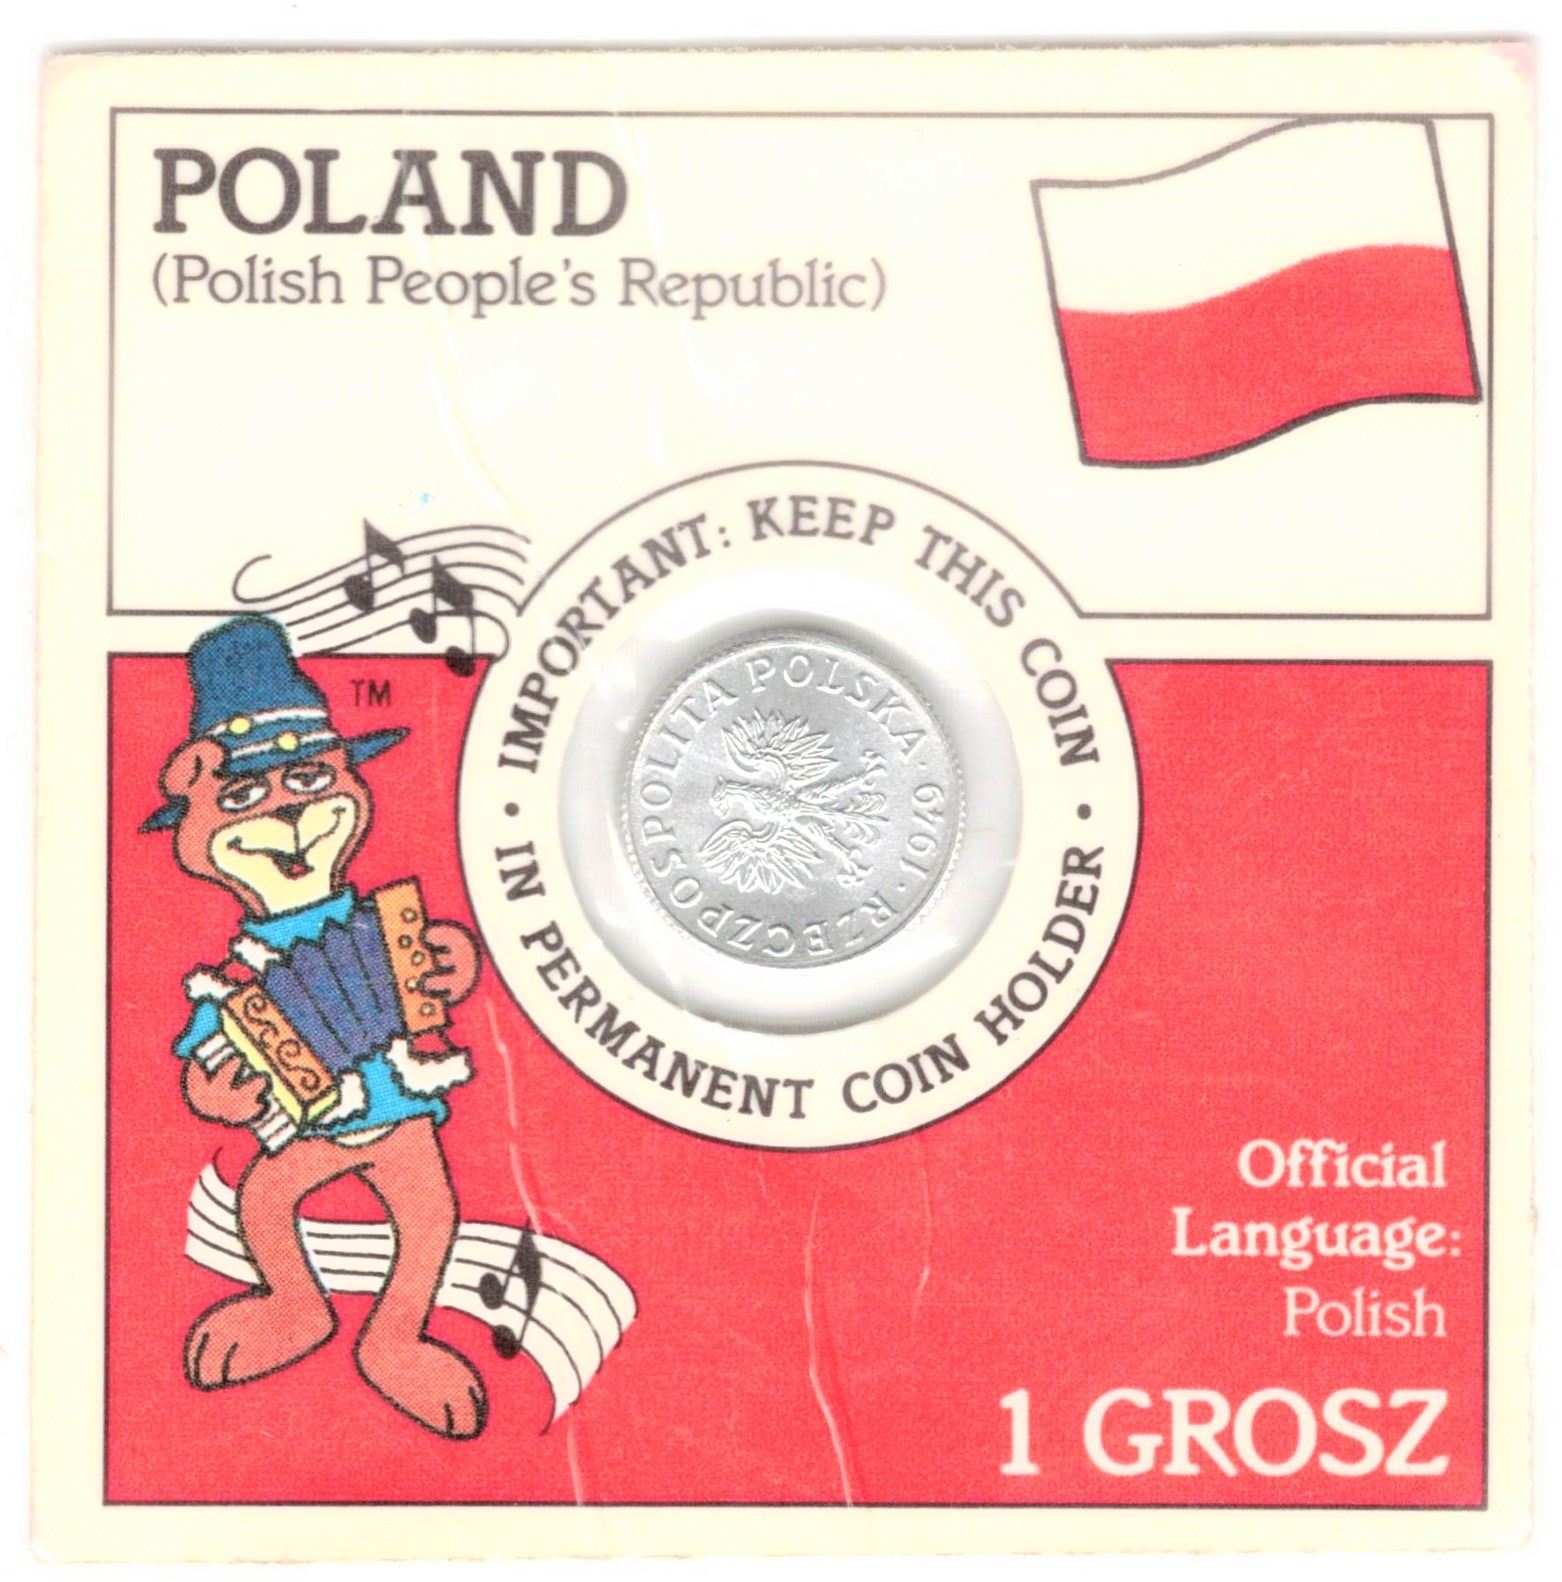 POLAND
(Polish People's Republic)
IMPORTANT: KEEP THIS COIN
IN PERMANENT COIN HOLDER
TM
RZECZPOSPOLITA POLSKA
1949
Official
Language:
Polish
1 GROSZ